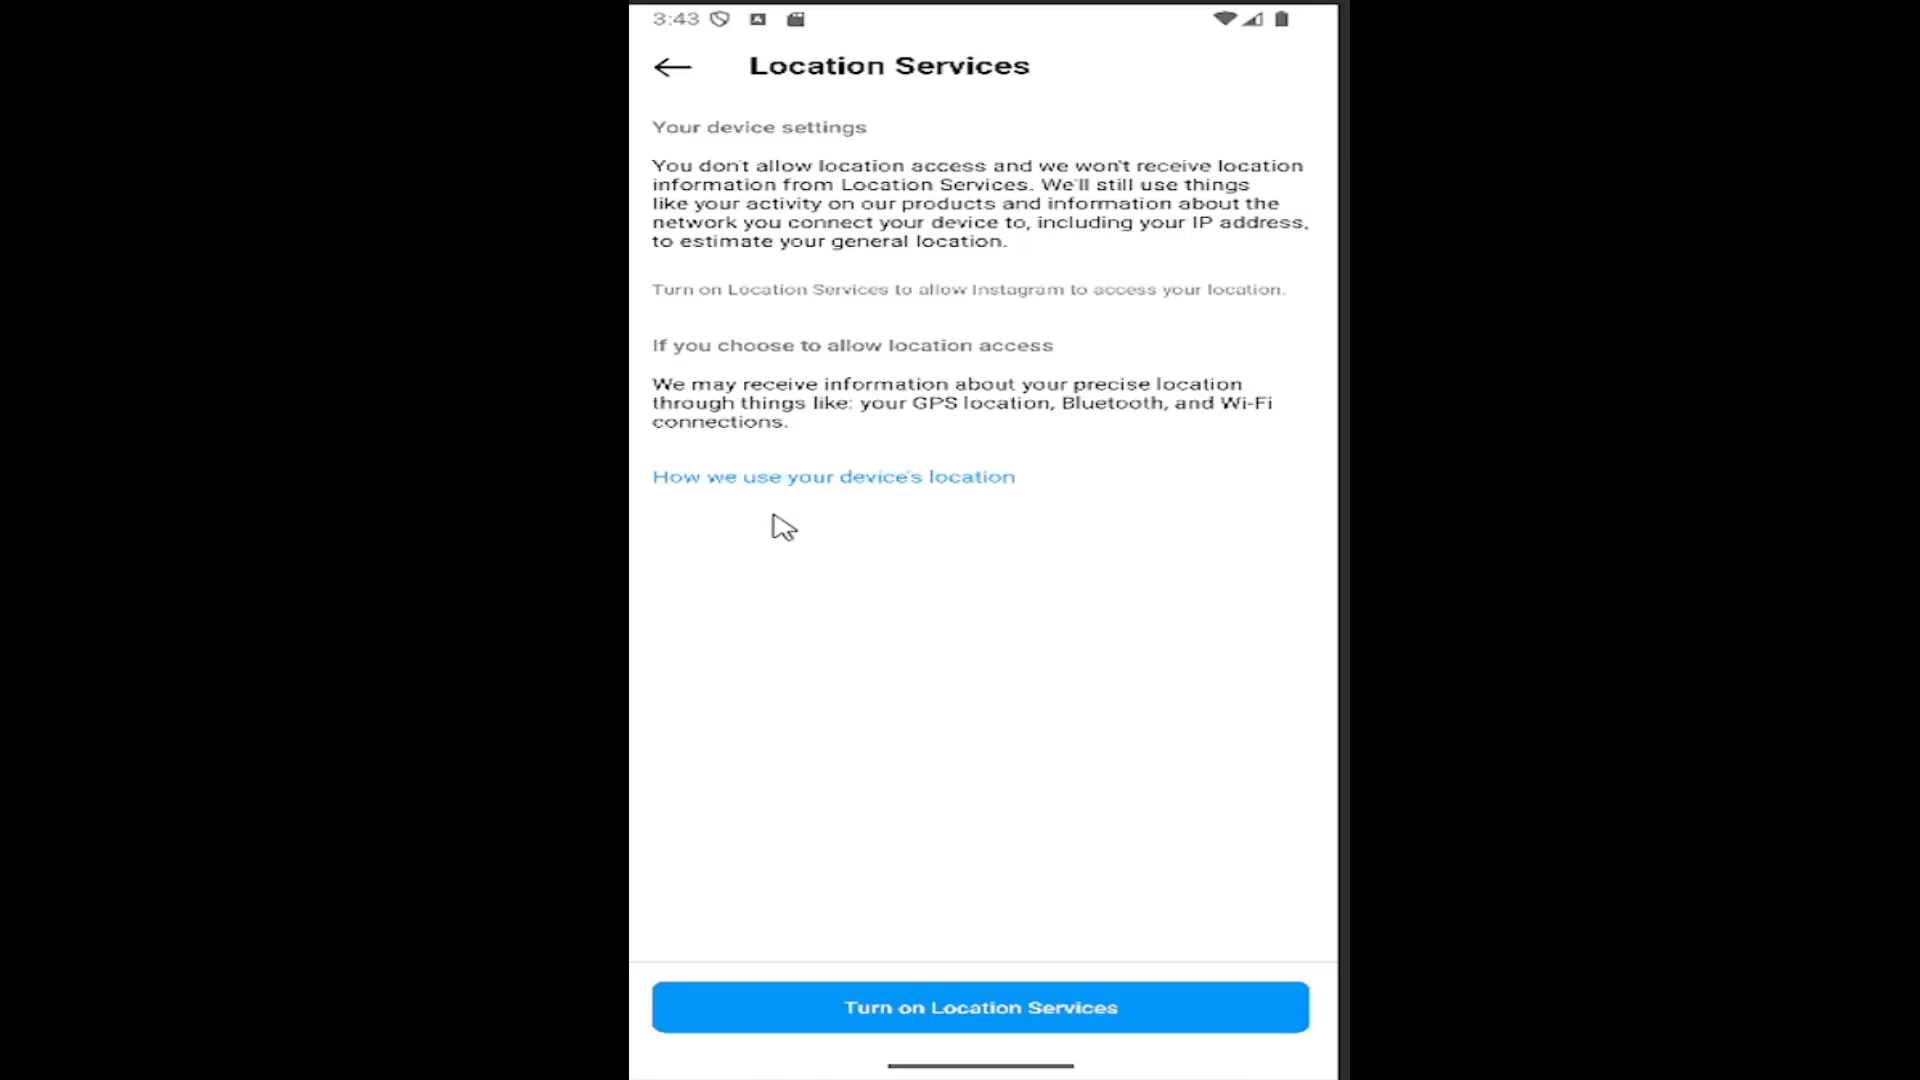 3:43
Location Services
Your device settings
You don't allow location access and we won't receive location
information from Location Services. We'll still use things
like your activity on our products and information about the
network you connect your device to, including your IP address,
to estimate your general location.
Turn on Location Services to allow Instagram to access your location.
If you choose to allow location access
We may receive information about your precise location
through things like: your GPS location, Bluetooth, and Wi-Fi
connections.
How we use your device's location
Turn on Location Services